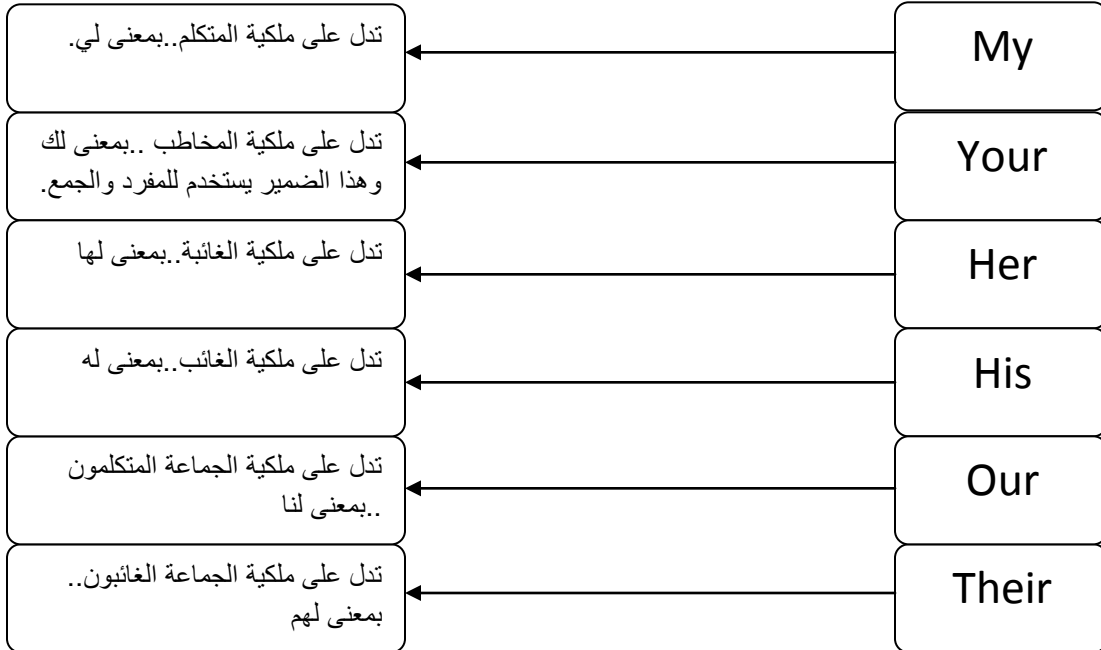 My
تدل على ملكية المتكلم..بمعنى لي.
Your
تدل على ملكية المخاطب ..بمعنى لك
وهذا الضمير يستخدم للمفرد والجمع.
Her
تدل على ملكية الغائبة..بمعنى لها
His
تدل على ملكية الغائب..بمعنى له
Our
تدل على ملكية الجماعة المتكلمون
..بمعنى لنا
Their
تدل على ملكية الجماعة الغائبون..
بمعنى لهم